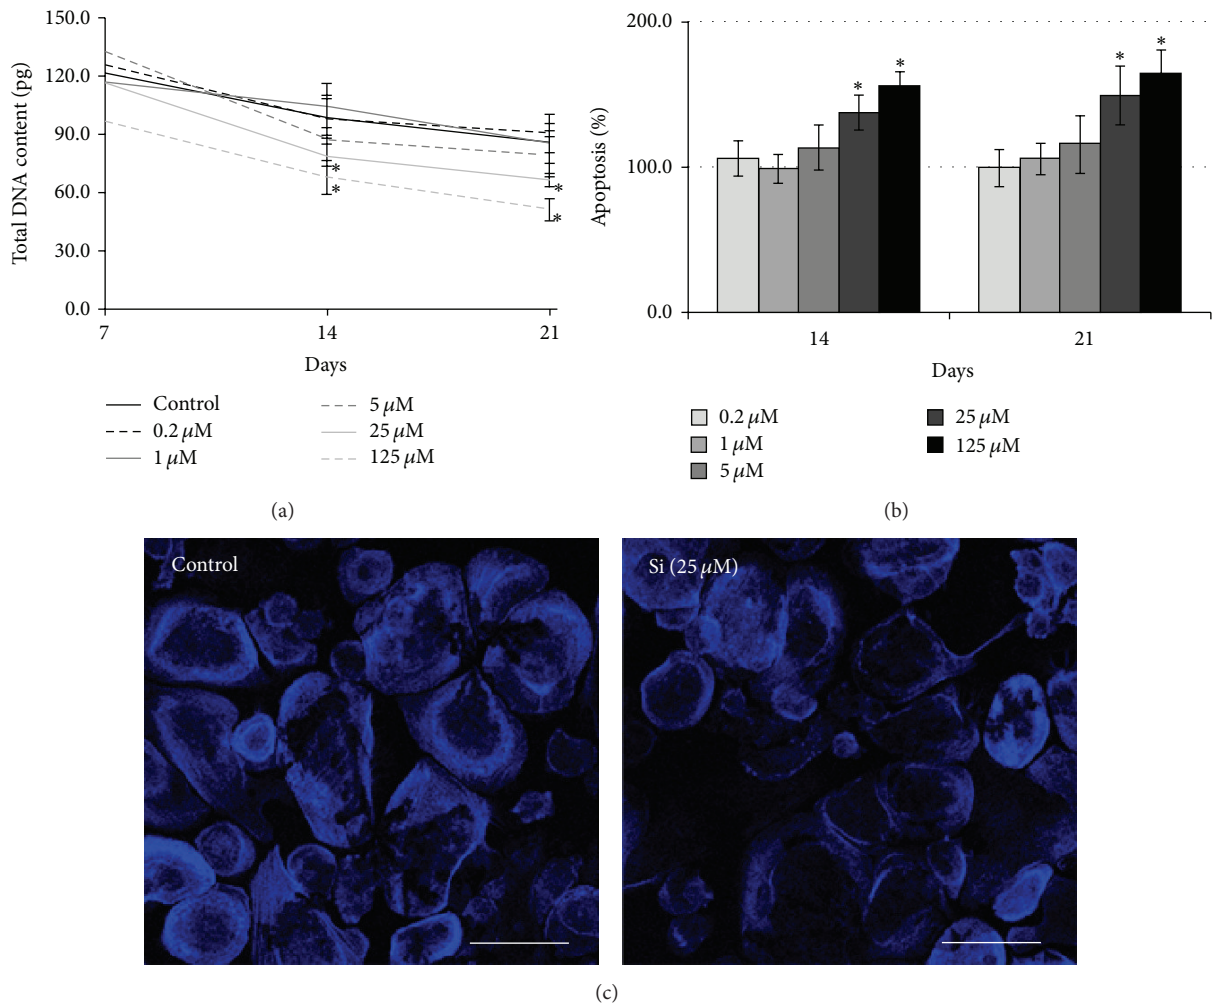 150.0
120.0
90.0
60.0
30.0
0.0
Total DNA content (pg)
*
*
*
*
7
14
21
Days
Control
0.2 μM
1 μM
5 μM
25 μM
125 μM
(a)
200.0
100.0
0.0
Apoptosis (%)
*
*
*
*
14
21
Days
0.2 μM
1 μM
5 μM
25 μM
125 μM
(b)
Control
Si (25 μM)
(c)